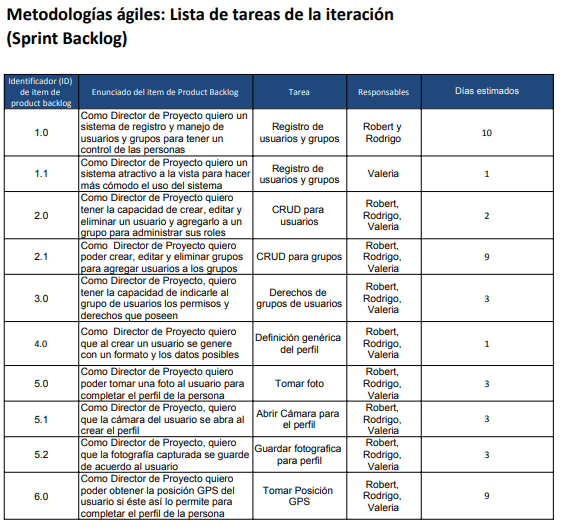 Metodologías ágiles: Lista de tareas de la iteración
(Sprint Backlog)
Identificador (ID)
de item de
product backlog
Enunciado del item de Product Backlog
Tarea
Responsables
Días estimados
1.0
Como Director de Proyecto quiero un
sistema de registro y manejo de
usuarios y grupos para tener un
control de las personas
Registro de
usuarios y grupos
Robert y
Rodrigo
10
1.1
Como Director de Proyecto quiero un
sistema atractivo a la vista para hacer
más cómodo el uso del sistema
Registro de
usuarios y grupos
Valeria
1
2.0
Como Director de Proyecto, quiero
tener la capacidad de crear, editar y
eliminar un usuario y agregarlo a un
grupo para administrar sus roles
CRUD para
usuarios
Robert,
Rodrigo,
Valeria
2
2.1
Como Director de Proyecto quiero
poder crear, editar y eliminar grupos
para agregar usuarios a los grupos
CRUD para grupos
Robert,
Rodrigo,
Valeria
9
3.0
Como Director de Proyecto, quiero
tener la capacidad de indicarle al
grupo de usuarios los permisos y
derechos que poseen
Derechos de
grupos de usuarios
Robert,
Rodrigo,
Valeria
3
4.0
Como Director de Proyecto quiero
que al crear un usuario se genere
con un formato y los datos posibles
Definición genérica
del perfil
Robert,
Rodrigo,
Valeria
1
5.0
Como Director de Proyecto quiero
poder tomar una foto al usuario para
completar el perfil de la persona
Tomar foto
Robert,
Rodrigo,
Valeria
3
5.1
Como Director de Proyecto, quiero
que la cámara del usuario se abra al
crear el perfil
Abrir Cámara para
el perfil
Robert,
Rodrigo,
Valeria
3
5.2
Como Director de Proyecto, quiero
que la fotografía capturada se guarde
de acuerdo al usuario
Guardar fotografica
para perfil
Robert,
Rodrigo,
Valeria
3
6.0
Como Director de Proyecto quiero
poder obtener la posición GPS del
usuario si éste así lo permite para
completar el perfil de la persona
Tomar Posición
GPS
Robert,
Rodrigo,
Valeria
9